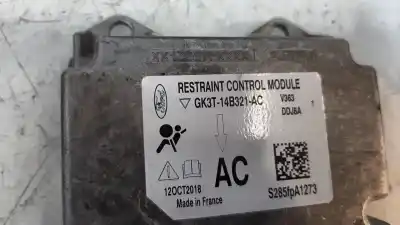 RESTRAINT CONTROL MODULE
GK3T-14B321-AC
V363
DDJ8A
AC
12OCT2018
Made in France
S285fpA1273